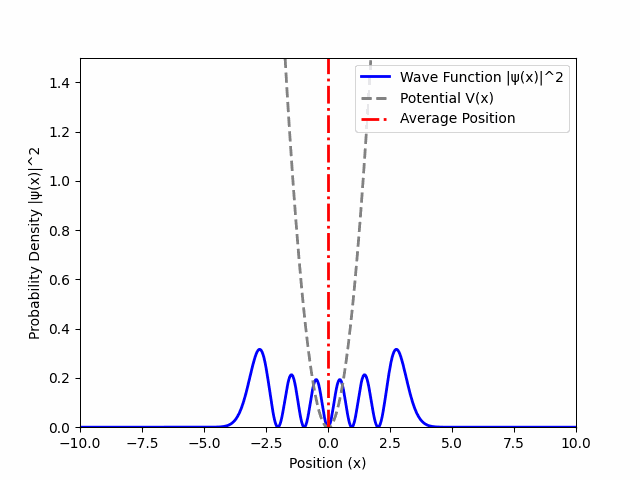 Wave Function |ψ(x)|^2
Potential V(x)
Average Position
Probability Density |ψ(x)|^2
1.4
1.2
1.0
0.8
0.6
0.4
0.2
0.0
−10.0 −7.5 −5.0 −2.5 0.0 2.5 5.0 7.5 10.0
Position (x)